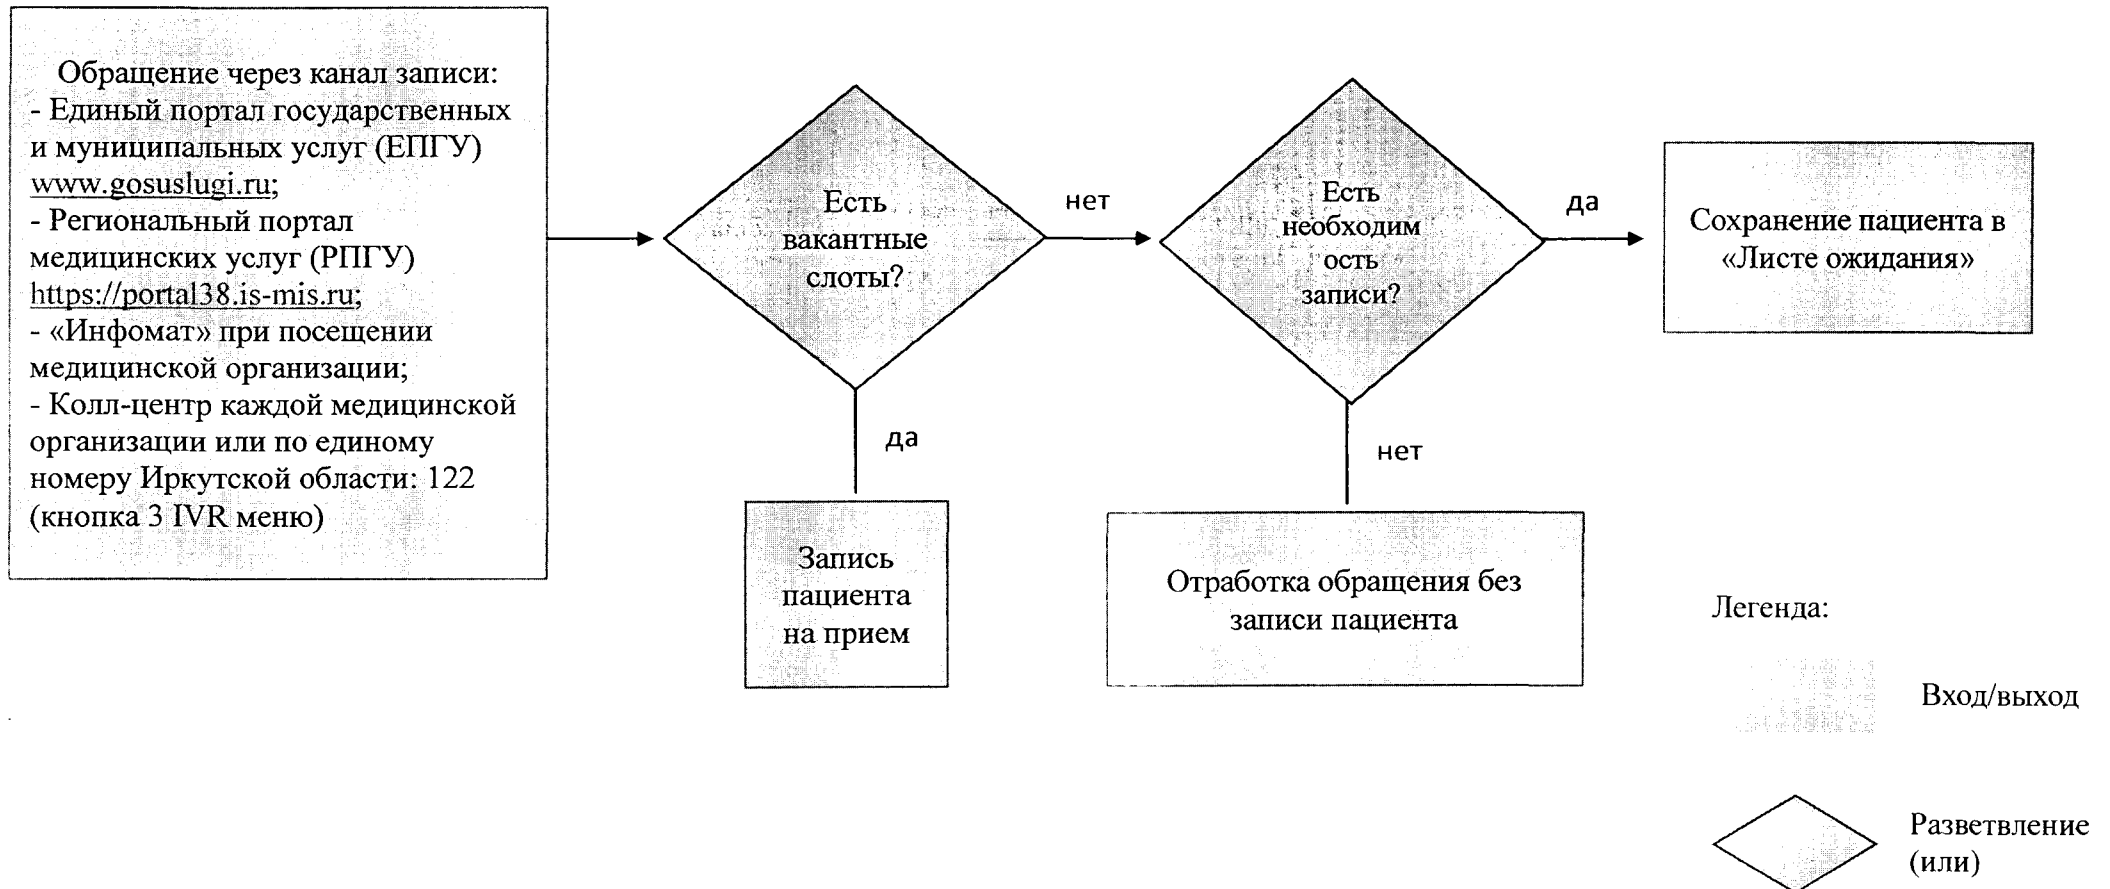 Обращение через канал записи:
- Единый портал государственных
и муниципальных услуг (ЕПГУ)
www.gosuslugi.ru;
- Региональный портал
медицинских услуг (РПГУ)
https://portal38.is-mis.ru;
- «Инфомат» при посещении
медицинской организации;
- Колл-центр каждой медицинской
организации или по единому
номеру Иркутской области: 122
(кнопка 3 IVR меню)
Есть
вакантные
слоты?
нет
да
Запись
пациента
на прием
Есть
необходим
ость
записи?
да
нет
Отработка обращения без
записи пациента
Сохранение пациента в
«Листе ожидания»
Легенда:
Вход/выход
Разветвление
(или)